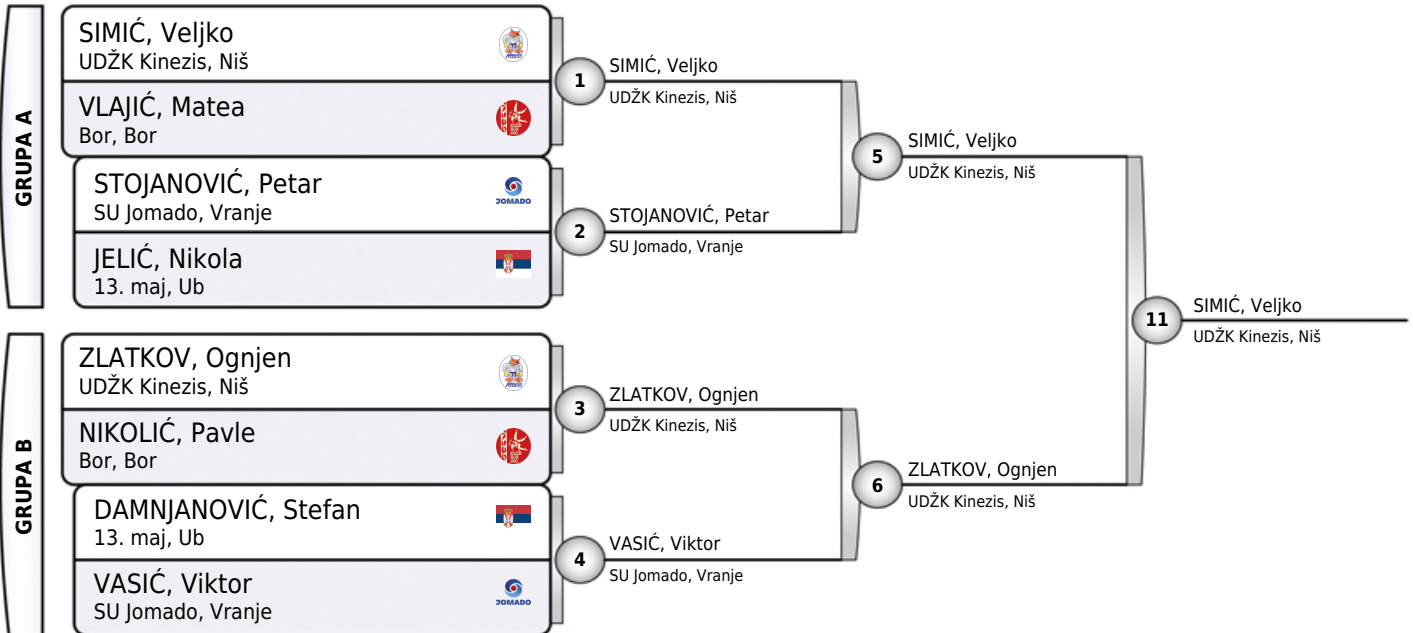 GRUPA A
SIMIĆ, Veljko
UDŽK Kinezis, Niš
VLAJIĆ, Matea
Bor, Bor
STOJANOVIĆ, Petar
SU Jomado, Vranje
JOMADO
JELIĆ, Nikola
13. maj, Ub
1
SIMIĆ, Veljko
UDŽK Kinezis, Niš
2
STOJANOVIĆ, Petar
SU Jomado, Vranje
5
SIMIĆ, Veljko
UDŽK Kinezis, Niš
11
SIMIĆ, Veljko
UDŽK Kinezis, Niš
GRUPA B
ZLATKOV, Ognjen
UDŽK Kinezis, Niš
NIKOLIĆ, Pavle
Bor, Bor
DAMNJANOVIĆ, Stefan
13. maj, Ub
VASIĆ, Viktor
SU Jomado, Vranje
JOMADO
3
ZLATKOV, Ognjen
UDŽK Kinezis, Niš
4
VASIĆ, Viktor
SU Jomado, Vranje
6
ZLATKOV, Ognjen
UDŽK Kinezis, Niš